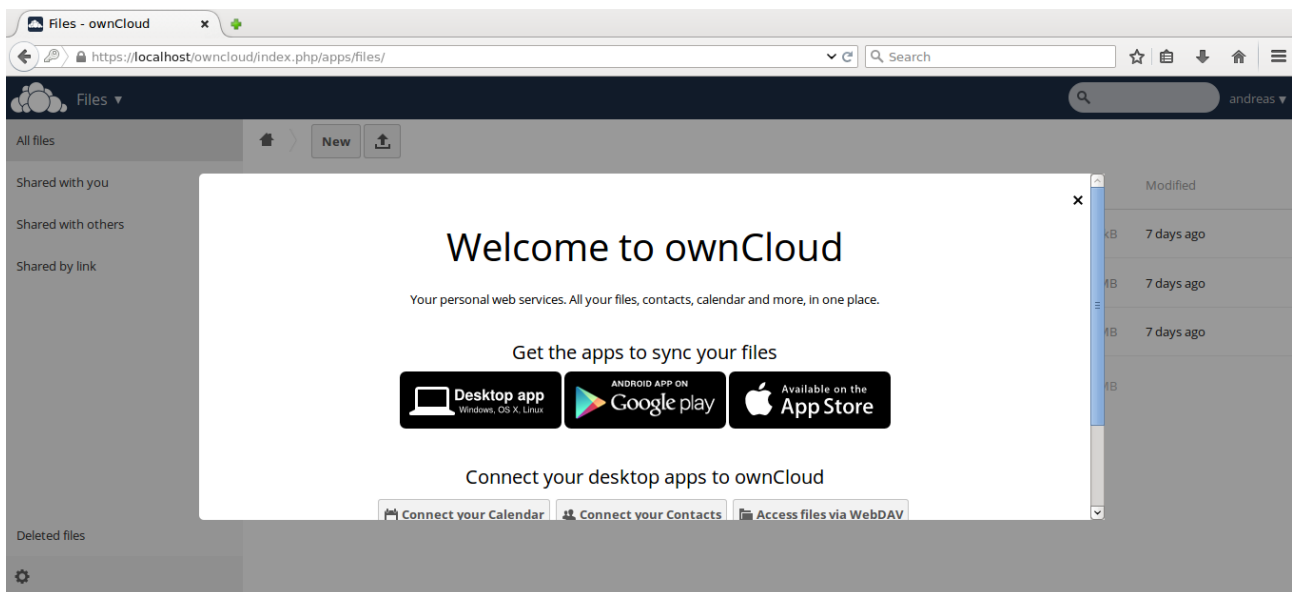 Files - ownCloud
https://localhost/owncloud/index.php/apps/files/
Search
Files
andreas
All files
New
Shared with you
Modified
Shared with others
kB
7 days ago
Shared by link
MB
7 days ago
MB
7 days ago
MB
Welcome to ownCloud
Your personal web services. All your files, contacts, calendar and more, in one place.
Get the apps to sync your files
Desktop app
Windows, OS X, Linux
ANDROID APP ON
Google play
Available on the
App Store
Connect your desktop apps to ownCloud
Connect your Calendar
Connect your Contacts
Access files via WebDAV
Deleted files